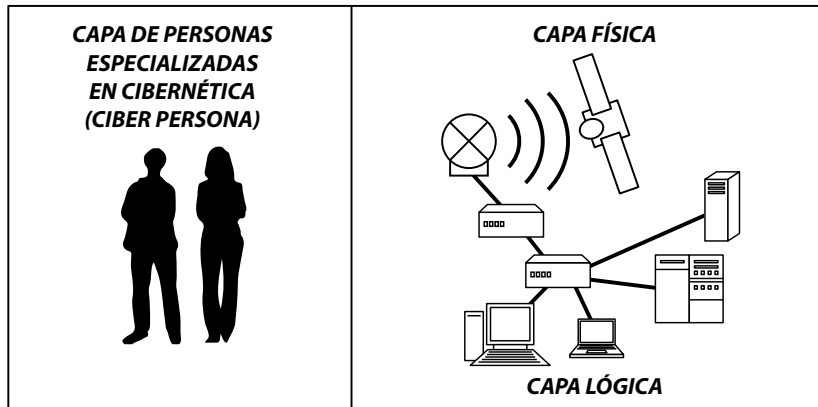 CAPA DE PERSONAS
ESPECIALIZADAS
EN CIBERNÉTICA
(CIBER PERSONA)
CAPA FÍSICA
CAPA LÓGICA